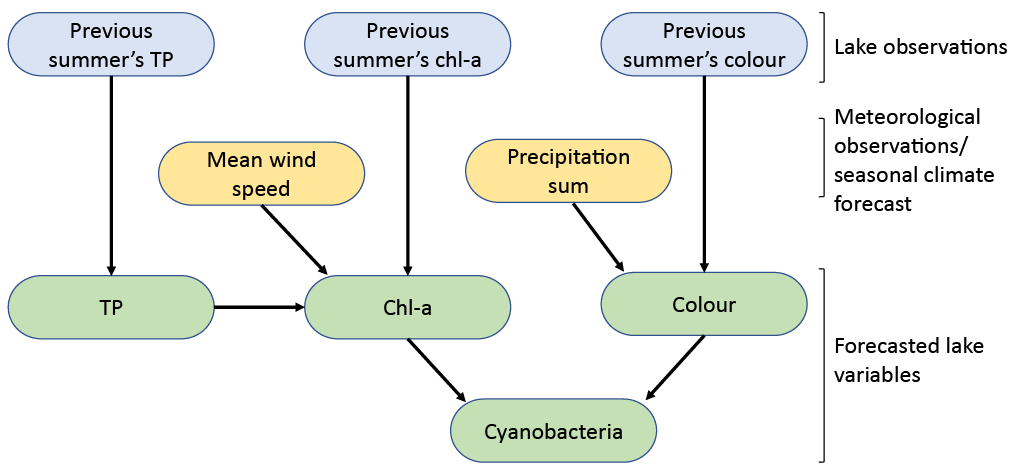 Previous
summer's TP
Previous
summer's chl-a
Previous
summer's colour
Lake observations
Mean wind
speed
Precipitation
sum
Meteorological
observations/
seasonal climate
forecast
TP
Chl-a
Colour
Forecasted lake
variables
Cyanobacteria